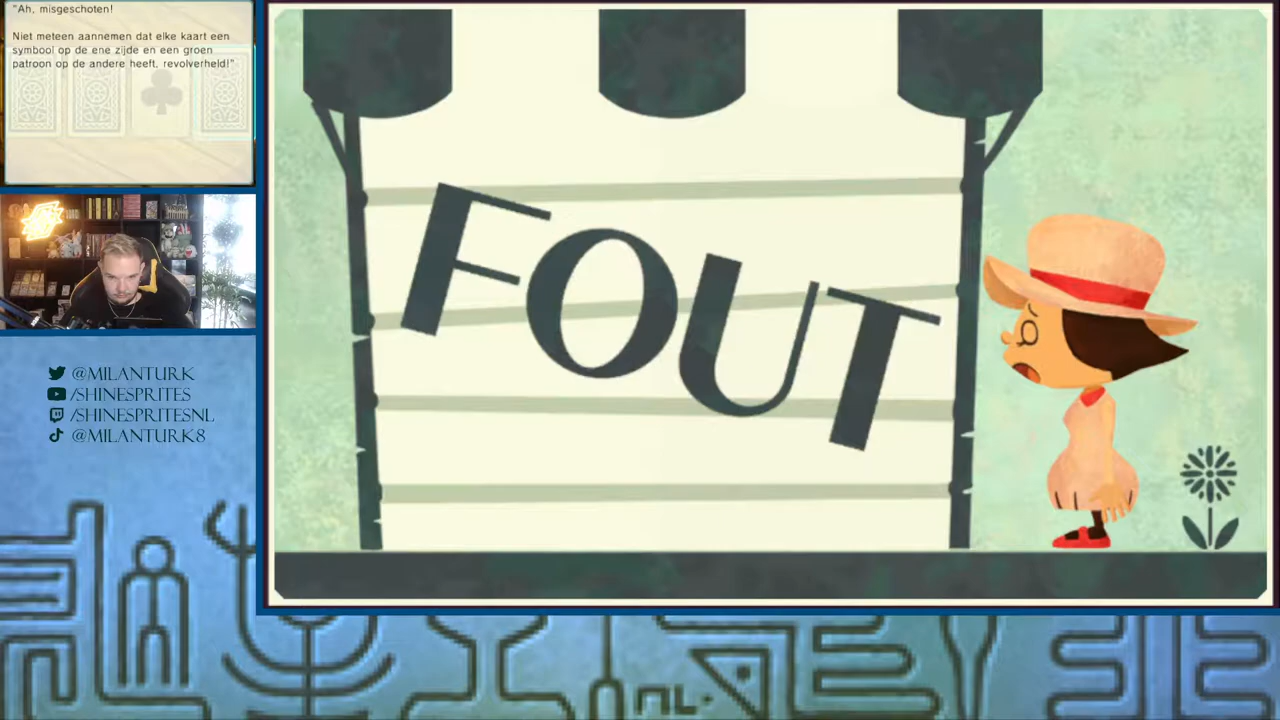 "Ah, misgeschoten!
Niet meteen aannemen dat elke kaart een
symbool op de ene zijde en een groen
patroon op de andere heeft, revolverheld!"
FOUT
@MILANTURK
/SHINESPRITES
/SHINESPRITESNL
@MILANTURK8